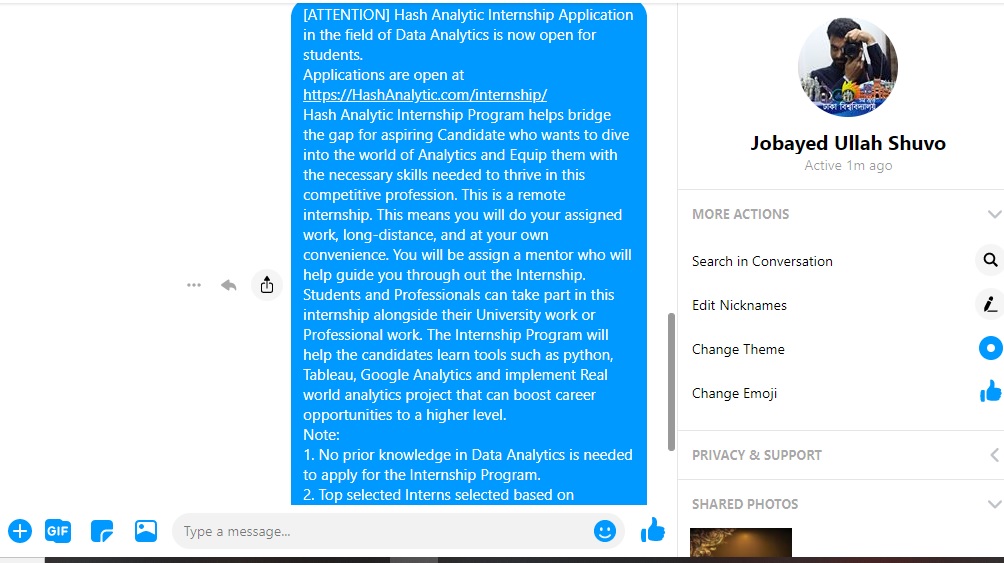 [ATTENTION] Hash Analytic Internship Application
in the field of Data Analytics is now open for
students.
Applications are open at
https://HashAnalytic.com/internship/
Hash Analytic Internship Program helps bridge
the gap for aspiring Candidate who wants to dive
into the world of Analytics and Equip them with
the necessary skills needed to thrive in this
competitive profession. This is a remote
internship. This means you will do your assigned
work, long-distance, and at your own
convenience. You will be assign a mentor who will
help guide you through out the Internship.
Students and Professionals can take part in this
internship alongside their University work or
Professional work. The Internship Program will
help the candidates learn tools such as python,
Tableau, Google Analytics and implement Real
world analytics project that can boost career
opportunities to a higher level.
Note:
1. No prior knowledge in Data Analytics is needed
to apply for the Internship Program.
2. Top selected Interns selected based on
GIF
Type a message...
ঢাকা বিশ্ববিদ্যালয়
Jobayed Ullah Shuvo
Active 1m ago
MORE ACTIONS
Search in Conversation
Edit Nicknames
Change Theme
Change Emoji
PRIVACY & SUPPORT
SHARED PHOTOS